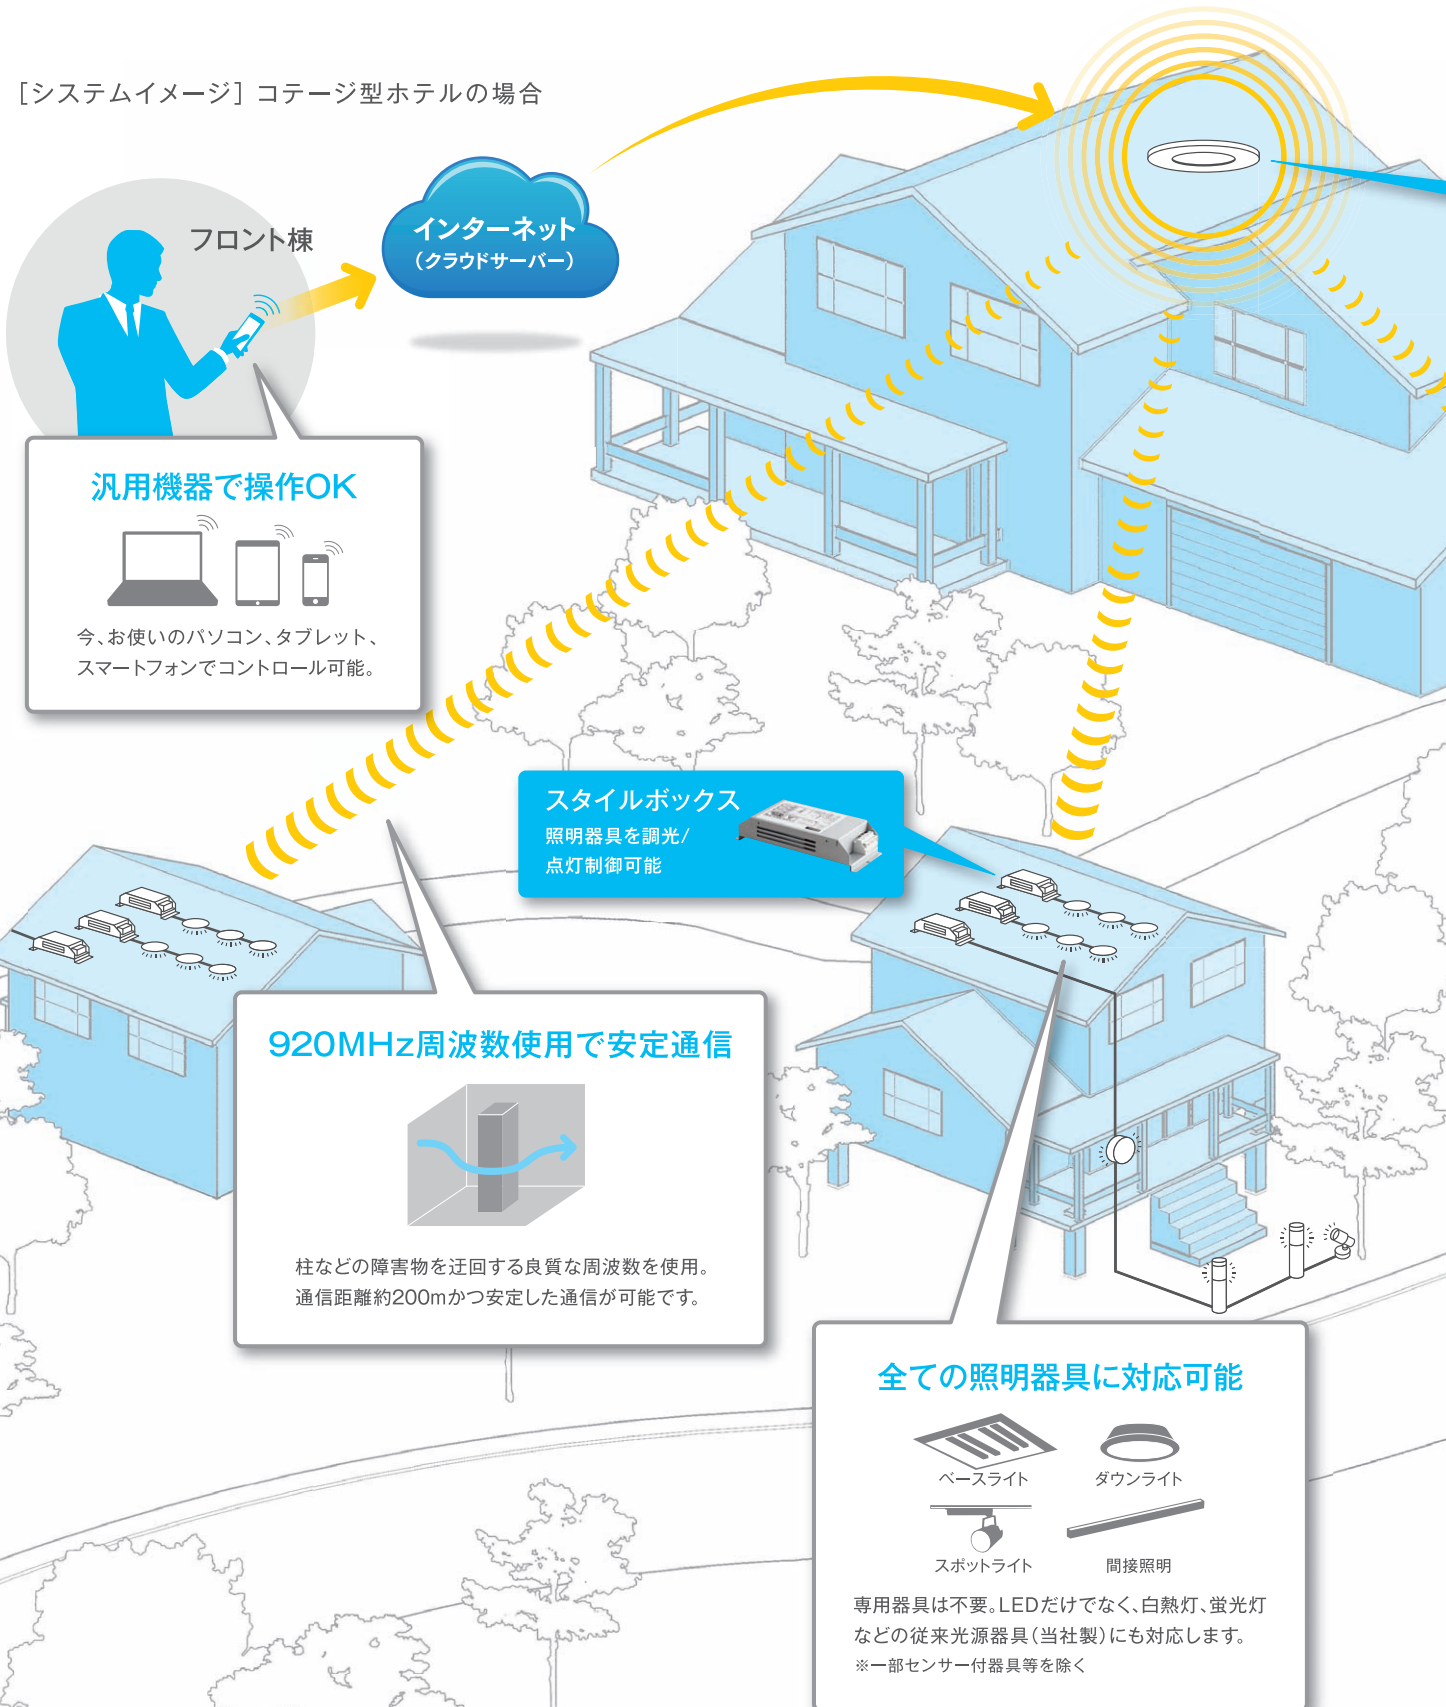 ［システムイメージ］コテージ型ホテルの場合
フロント棟
インターネット
（クラウドサーバー）
汎用機器で操作OK
今、お使いのパソコン、タブレット、
スマートフォンでコントロール可能。
スタイルボックス
照明器具を調光/
点灯制御可能
920MHz周波数使用で安定通信
柱などの障害物を迂回する良質な周波数を使用。
通信距離約200mかつ安定した通信が可能です。
全ての照明器具に対応可能
ベースライト
ダウンライト
スポットライト
間接照明
専用器具は不要。LEDだけでなく、白熱灯、蛍光灯
などの従来光源器具（当社製）にも対応します。
※一部センサー付器具等を除く